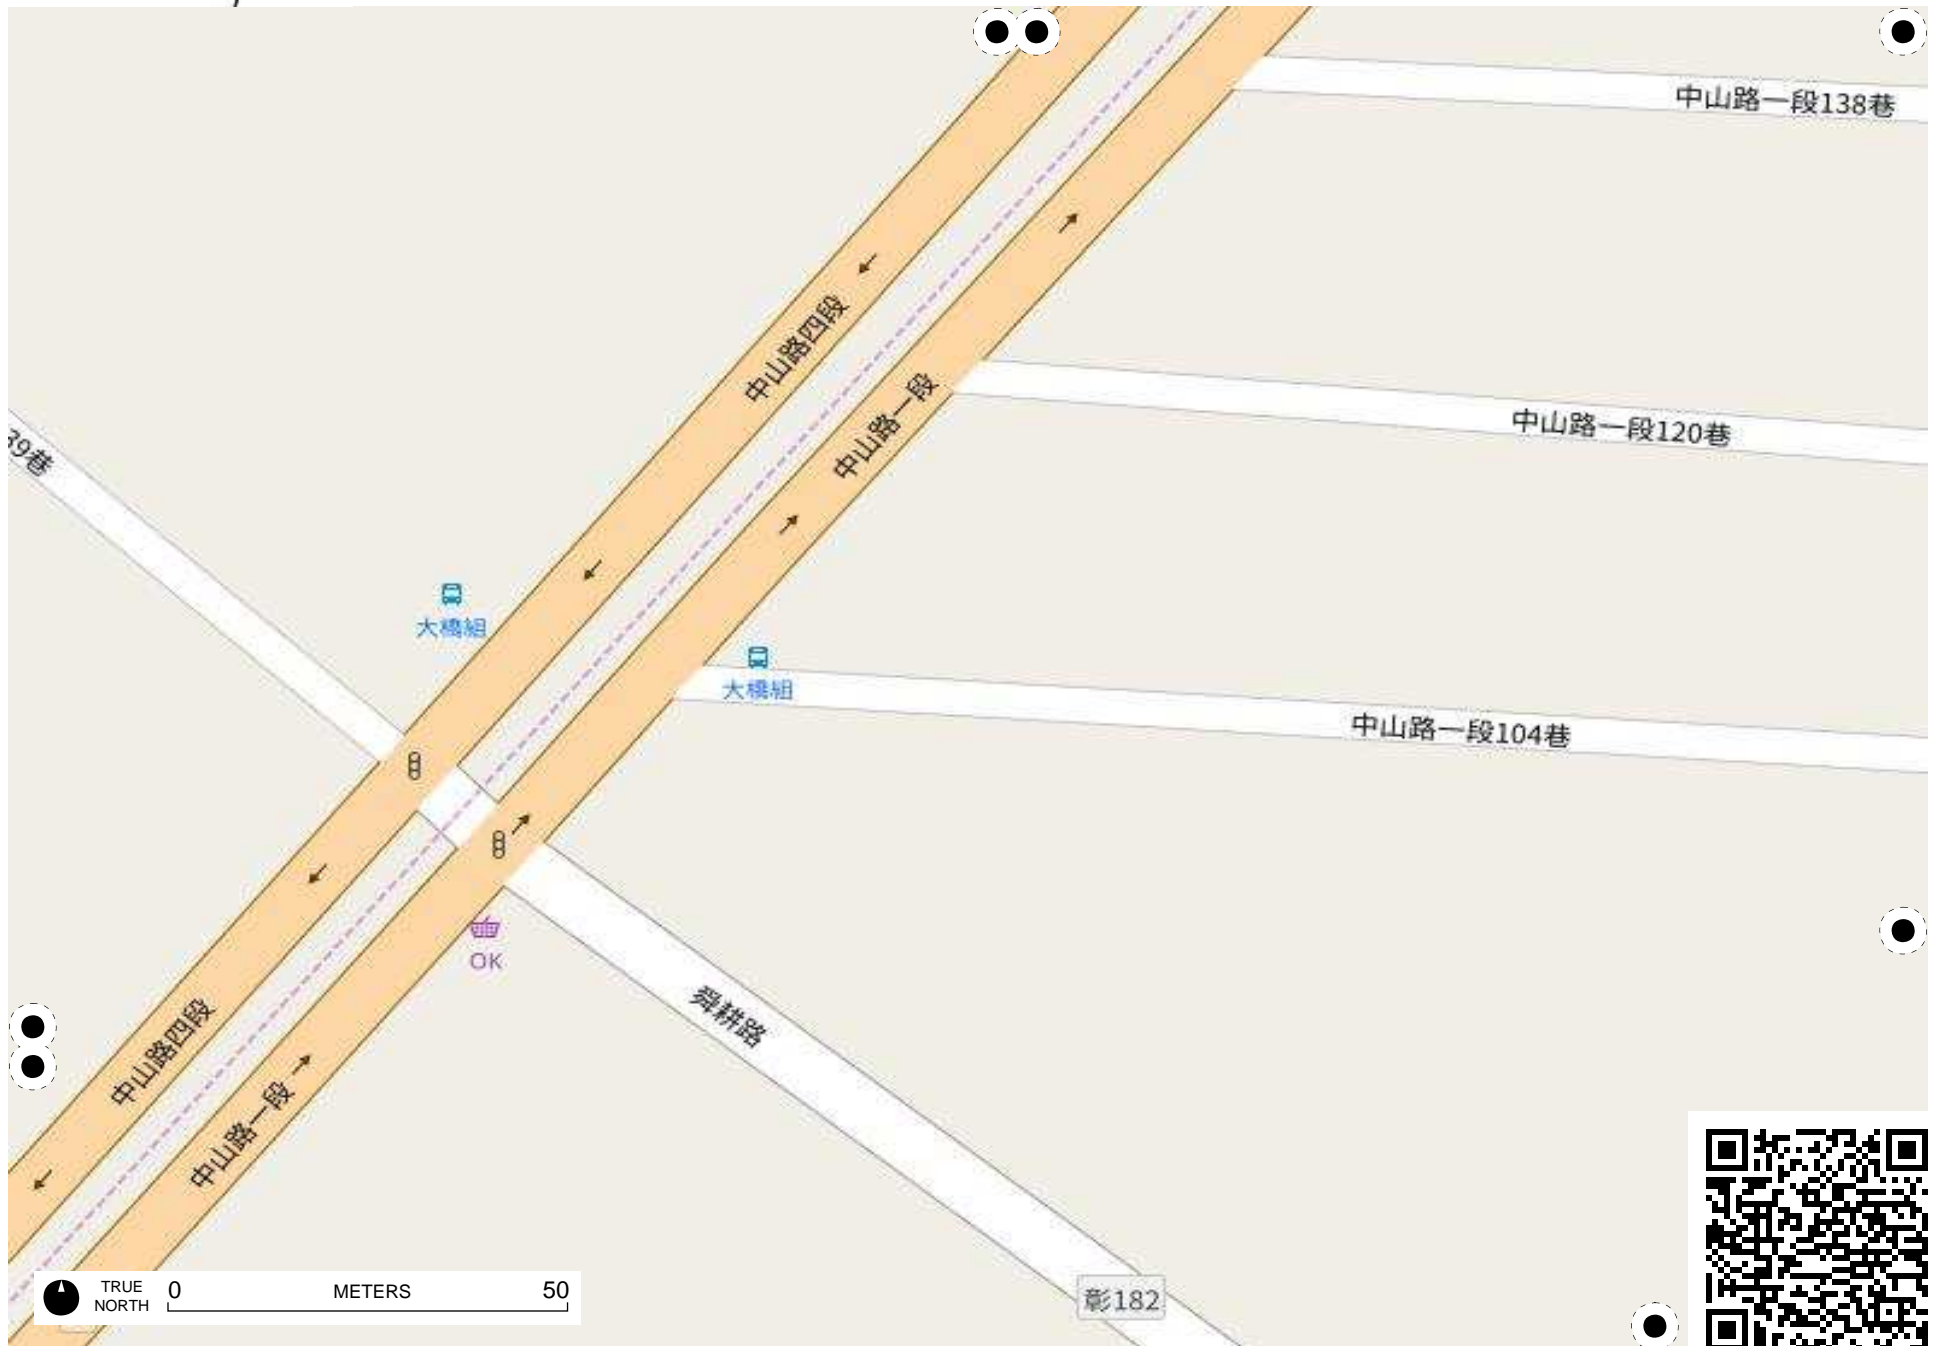 中山路一段138巷
中山路四段
中山路一段
中山路一段120巷
39巷
大橋組
大橋組
中山路一段104巷
OK
舜耕路
中山路四段
中山路一段
彰182
TRUE NORTH
0 METERS 50